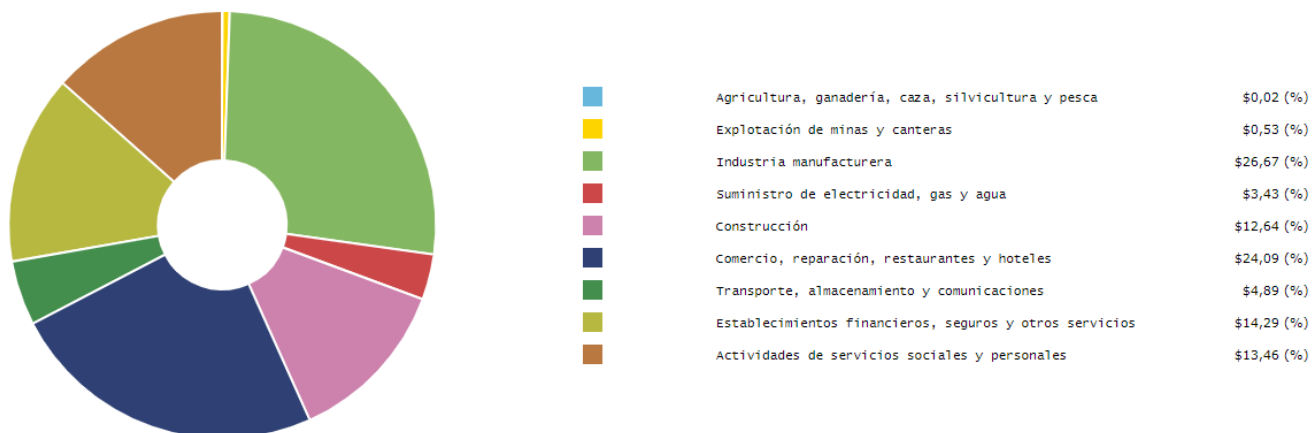 Agricultura, ganadería, caza, silvicultura y pesca $0,02 (%)
Explotación de minas y canteras $0,53 (%)
Industria manufacturera $26,67 (%)
Suministro de electricidad, gas y agua $3,43 (%)
Construcción $12,64 (%)
Comercio, reparación, restaurantes y hoteles $24,09 (%)
Transporte, almacenamiento y comunicaciones $4,89 (%)
Establecimientos financieros, seguros y otros servicios $14,29 (%)
Actividades de servicios sociales y personales $13,46 (%)